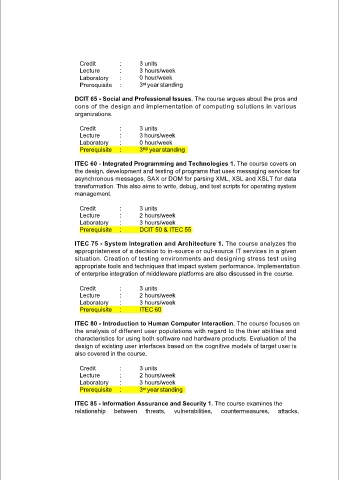 Credit : 3 units
Lecture : 3 hours/week
Laboratory : 0 hour/week
Prerequisite : 3rd year standing
DCIT 65 - Social and Professional Issues. The course argues about the pros and
cons of the design and implementation of computing solutions in various
organizations.
Credit : 3 units
Lecture : 3 hours/week
Laboratory : 0 hour/week
Prerequisite : 3RD year standing
ITEC 60 - Integrated Programming and Technologies 1. The course covers on
the design, development and testing of programs that uses messaging services for
asynchronous messages, SAX or DOM for parsing XML, XSL and XSLT for data
transformation. This also aims to write, debug, and test scripts for operating system
management.
Credit : 3 units
Lecture : 2 hours/week
Laboratory : 3 hours/week
Prerequisite : DCIT 50 & ITEC 55
ITEC 75 - System Integration and Architecture 1. The course analyzes the
appropriateness of a decision to in-source or out-source IT services in a given
situation. Creation of testing environments and designing stress test using
appropriate tools and techniques that impact system performance. Implementation
of enterprise integration of middleware platforms are also discussed in the course.
Credit : 3 units
Lecture : 2 hours/week
Laboratory : 3 hours/week
Prerequisite : ITEC 60
ITEC 80 - Introduction to Human Computer Interaction. The course focuses on
the analysis of different user populations with regard to the thier abilities and
characteristics for using both software nad hardware products. Evaluation of the
design of existing user interfaces based on the cognitive models of target user is
also covered in the course.
Credit : 3 units
Lecture : 2 hours/week
Laboratory : 3 hours/week
Prerequisite : 3rd year standing
ITEC 85 - Information Assurance and Security 1. The course examines the
relationship between threats, vulnerabilities, countermeasures, attacks,